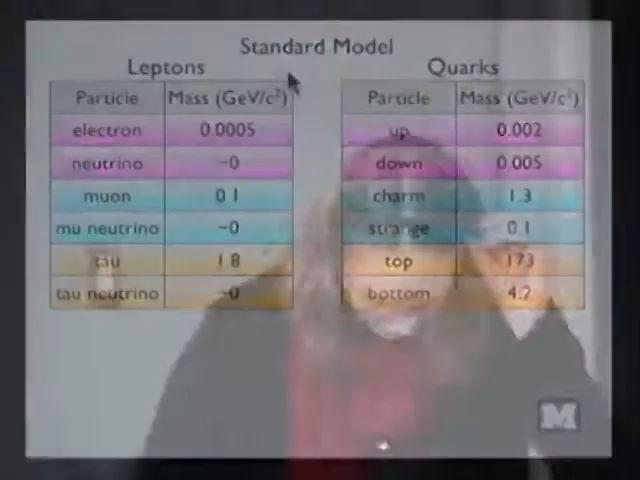 Standard Model
Leptons
Particle Mass (GeV/c²)
electron 0.0005
neutrino ~0
muon 0.1
mu neutrino ~0
tau 1.8
tau neutrino ~0
Quarks
Particle Mass (GeV/c²)
up 0.002
down 0.005
charm 1.3
strange 0.1
top 173
bottom 4.2
M